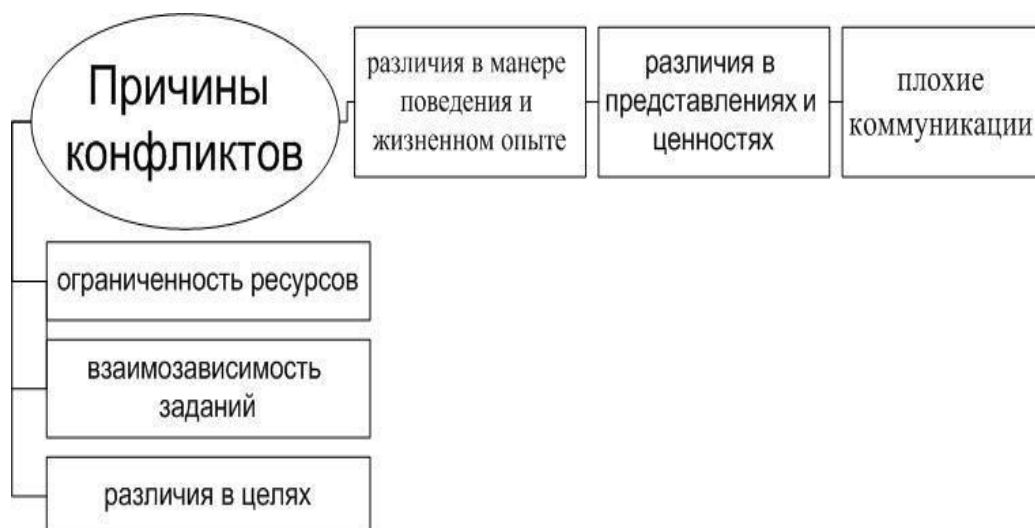 Причины
конфликтов
различия в манере
поведения и
жизненном опыте
различия в
представлениях и
ценностях
плохие
коммуникации
ограниченность ресурсов
взаимозависимость
заданий
различия в целях